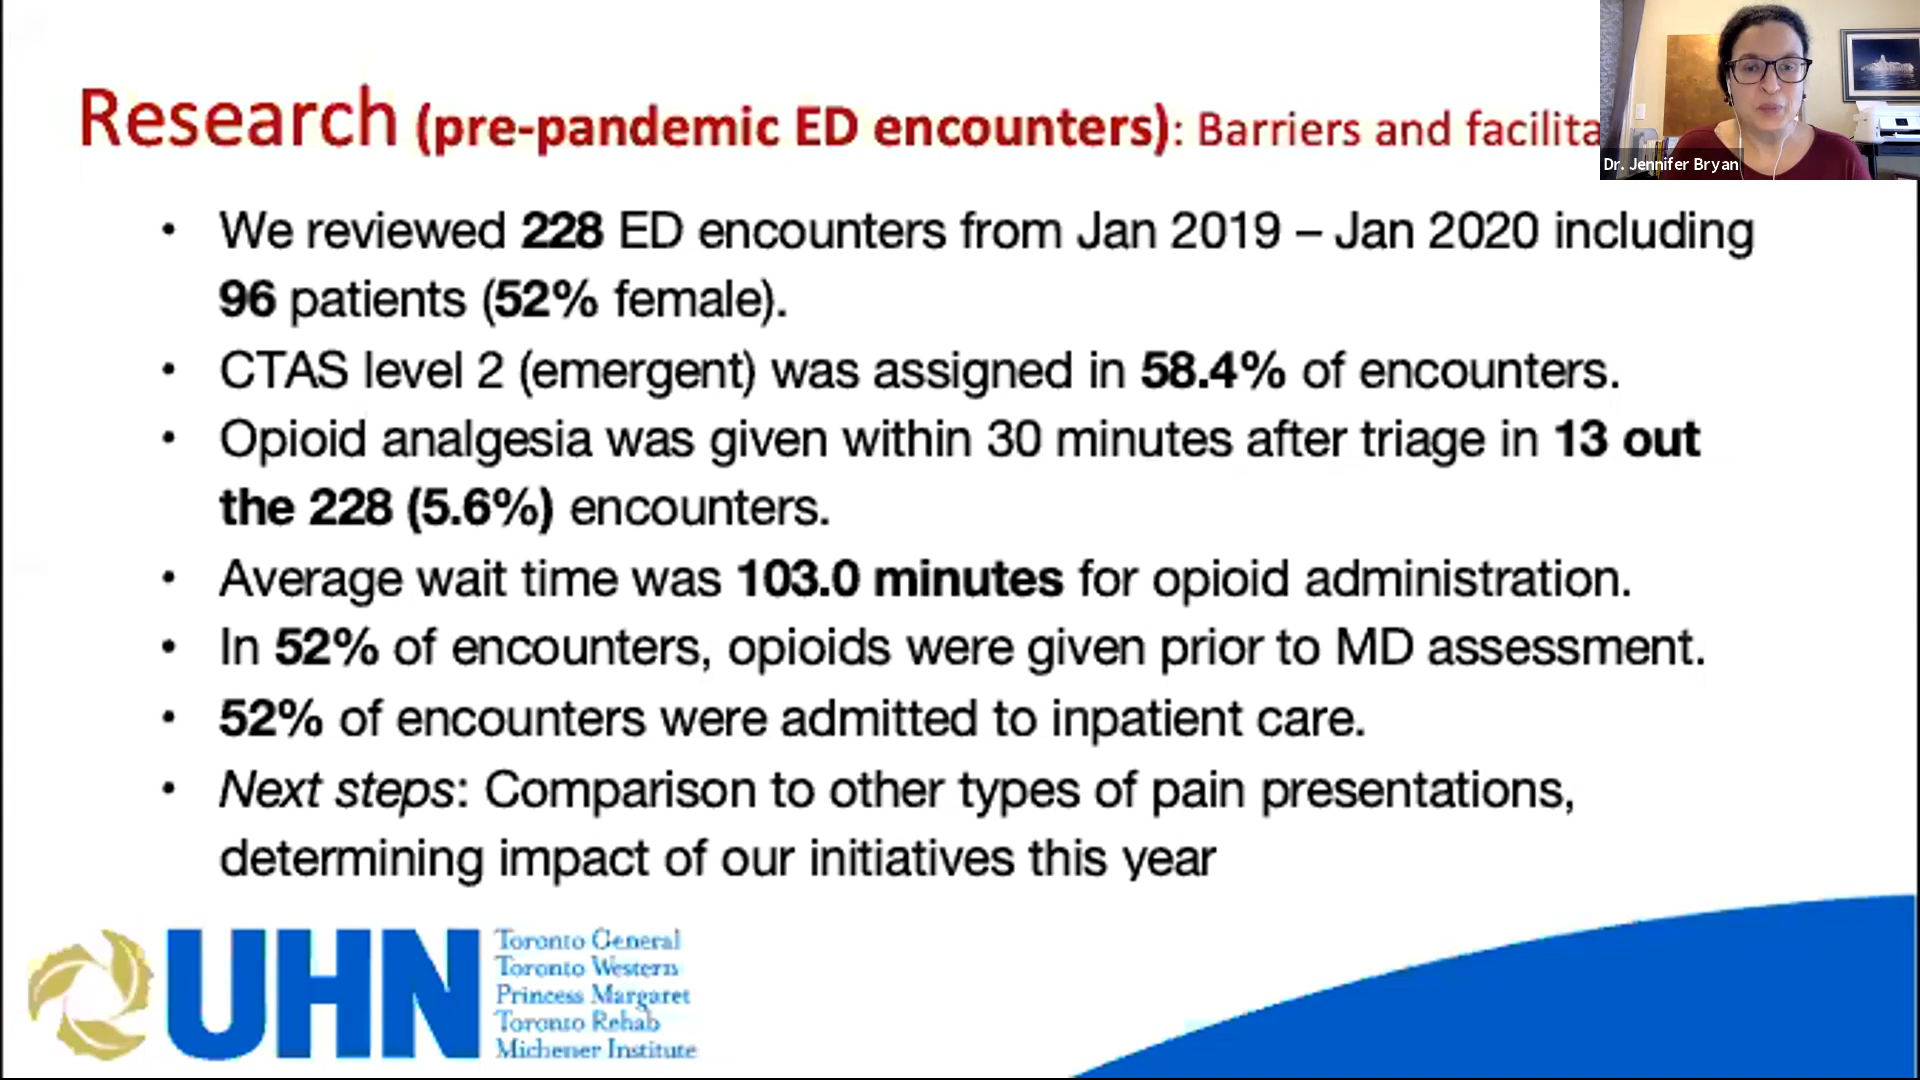 Research (pre-pandemic ED encounters): Barriers and facilita
Dr. Jennifer Bryan
• We reviewed 228 ED encounters from Jan 2019 – Jan 2020 including
96 patients (52% female).
• CTAS level 2 (emergent) was assigned in 58.4% of encounters.
• Opioid analgesia was given within 30 minutes after triage in 13 out
the 228 (5.6%) encounters.
• Average wait time was 103.0 minutes for opioid administration.
• In 52% of encounters, opioids were given prior to MD assessment.
• 52% of encounters were admitted to inpatient care.
• Next steps: Comparison to other types of pain presentations,
determining impact of our initiatives this year
UHN
Toronto General
Toronto Western
Princess Margaret
Toronto Rehab
Michener Institute